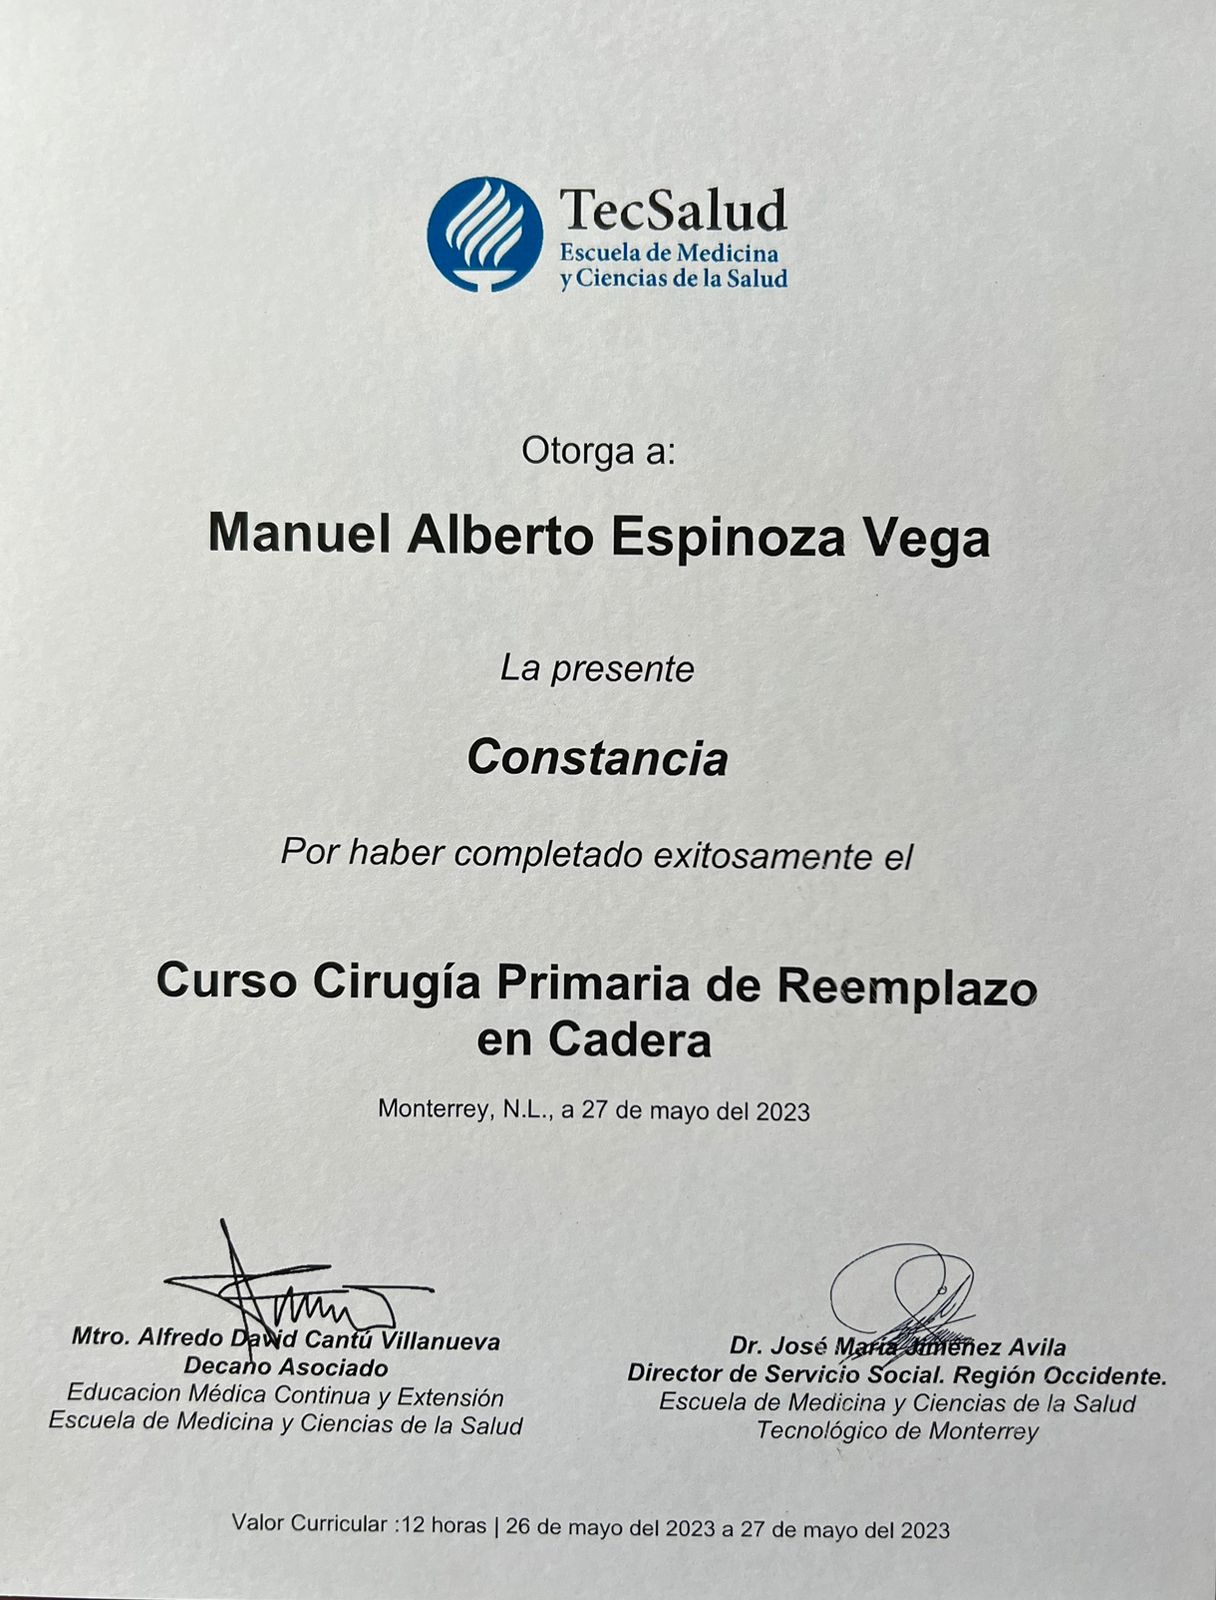 TecSalud
Escuela de Medicina
y Ciencias de la Salud
Otorga a:
Manuel Alberto Espinoza Vega
La presente
Constancia
Por haber completado exitosamente el
Curso Cirugía Primaria de Reemplazo
en Cadera
Monterrey, N.L., a 27 de mayo del 2023
Mtro. Alfredo David Cantú Villanueva
Decano Asociado
Educacion Médica Continua y Extensión
Escuela de Medicina y Ciencias de la Salud
Dr. José María Jiménez Avila
Director de Servicio Social. Región Occidente.
Escuela de Medicina y Ciencias de la Salud
Tecnológico de Monterrey
Valor Curricular :12 horas | 26 de mayo del 2023 a 27 de mayo del 2023